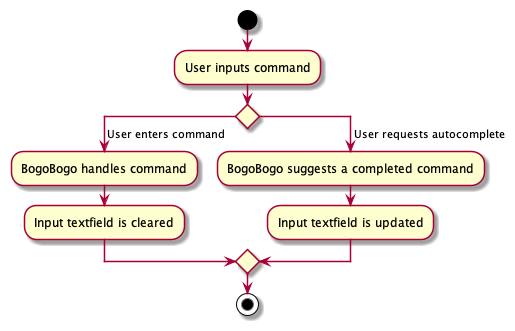 User inputs command
User enters command
User requests autocomplete
BogoBogo handles command
BogoBogo suggests a completed command
Input textfield is cleared
Input textfield is updated